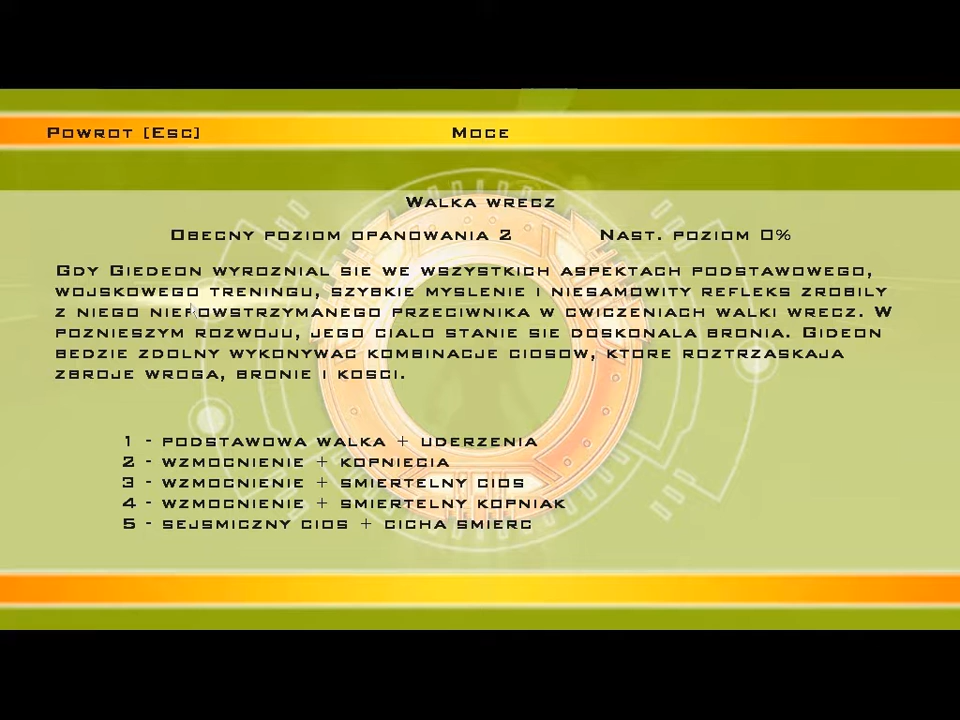 Powrot [Esc] Moce
Walka wrecz
Obecny poziom opanowania 2 Nast. poziom 0%
Gdy Giedeon wyroznial sie we wszystkich aspektach podstawowego,
wojskowego treningu, szybkie myslenie i niesamowity refleks zrobily
z niego niepowstrzymanego przeciwnika w cwiczeniach walki wrecz. W
poznieszym rozwoju, jego cialo stanie sie doskonala bronia. Gideon
bedzie zdolny wykonywac kombinacje ciosow, ktore roztrzaskaja
zbroje wroga, bronie i kosci.
1 - podstawowa walka + uderzenia
2 - wzmocnienie + kopniecia
3 - wzmocnienie + smiertelny cios
4 - wzmocnienie + smiertelny kopniak
5 - sejsmiczny cios + cicha smierc